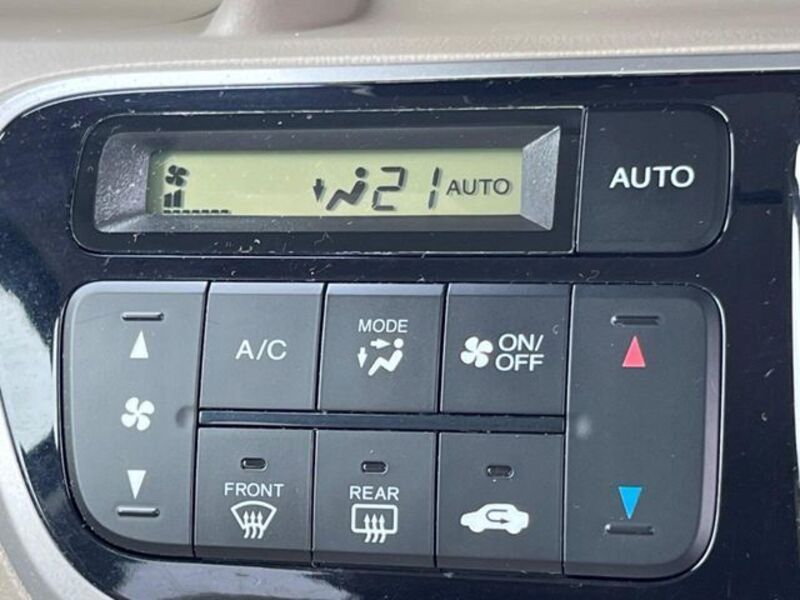 21 AUTO
AUTO
A/C
MODE
ON/
OFF
FRONT
REAR